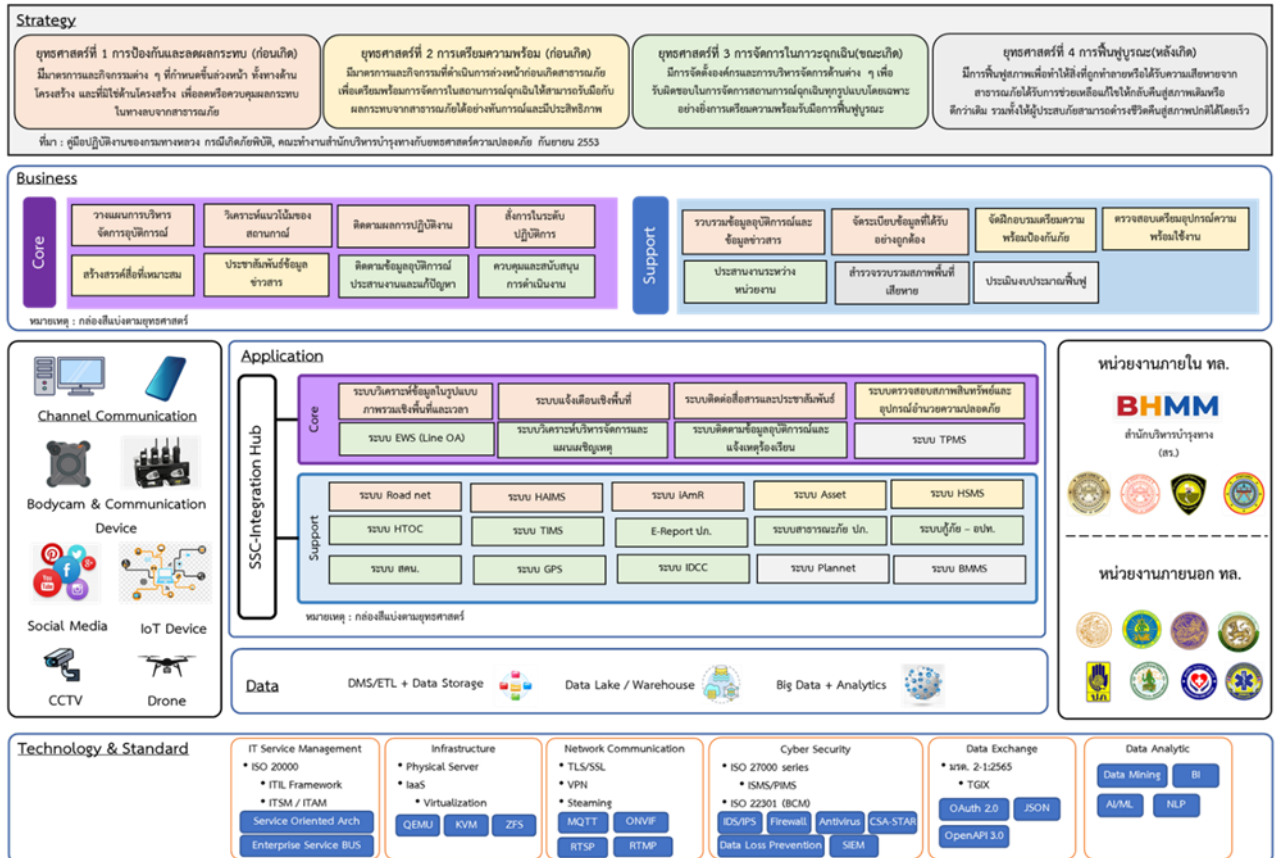 Strategy
ยุทธศาสตร์ที่ 1 การป้องกันและลดผลกระทบ (ก่อนเกิด)
มีมาตรการและกิจกรรมต่าง ๆ ที่กำหนดขึ้นล่วงหน้า ทั้งทางด้าน
โครงสร้าง และที่มิใช่ด้านโครงสร้าง เพื่อลดหรือควบคุมผลกระทบ
ในทางลบจากสาธารณภัย
ยุทธศาสตร์ที่ 2 การเตรียมความพร้อม (ก่อนเกิด)
มีมาตรการและกิจกรรมที่ดำเนินการล่วงหน้าก่อนเกิดสาธารณภัย
เพื่อเตรียมพร้อมการจัดการในสถานการณ์ฉุกเฉินให้สามารถรับมือกับ
ผลกระทบจากสาธารณภัยได้อย่างทันการณ์และมีประสิทธิภาพ
ยุทธศาสตร์ที่ 3 การจัดการในภาวะฉุกเฉิน(ขณะเกิด)
มีการจัดตั้งองค์กรและการบริหารจัดการด้านต่าง ๆ เพื่อ
รับผิดชอบในการจัดการสถานการณ์ฉุกเฉินทุกรูปแบบโดยเฉพาะ
อย่างยิ่งการเตรียมความพร้อมรับมือการฟื้นฟูบูรณะ
ยุทธศาสตร์ที่ 4 การฟื้นฟูบูรณะ(หลังเกิด)
มีการฟื้นฟูสภาพเพื่อทำให้สิ่งที่ถูกทำลายหรือได้รับความเสียหายจาก
สาธารณภัยได้รับการช่วยเหลือแก้ไขให้กลับคืนสู่สภาพเดิมหรือ
ดีกว่าเดิม รวมทั้งให้ผู้ประสบภัยสามารถดำรงชีวิตคืนสู่สภาพปกติได้โดยเร็ว
ที่มา : คู่มือปฏิบัติงานของกรมทางหลวง กรณีเกิดภัยพิบัติ, คณะทำงานสำนักบริหารบำรุงทางกับยุทธศาสตร์ความปลอดภัย กันยายน 2553
Business
Core
วางแผนการบริหาร
จัดการอุบัติการณ์
วิเคราะห์แนวโน้มของ
สถานกาณ์
ติดตามผลการปฏิบัติงาน
สั่งการในระดับ
ปฏิบัติการ
สร้างสรรค์สื่อที่เหมาะสม
ประชาสัมพันธ์ข้อมูล
ข่าวสาร
ติดตามข้อมูลอุบัติการณ์
ประสานงานและแก้ปัญหา
ควบคุมและสนับสนุน
การดำเนินงาน
Support
รวบรวมข้อมูลอุบัติการณ์และ
ข้อมูลข่าวสาร
จัดระเบียบข้อมูลที่ได้รับ
อย่างถูกต้อง
จัดฝึกอบรมเตรียมความ
พร้อมป้องกันภัย
ตรวจสอบเตรียมอุปกรณ์ความ
พร้อมใช้งาน
ประสานงานระหว่าง
หน่วยงาน
สำรวจรวบรวมสภาพพื้นที่
เสียหาย
ประเมินงบประมาณฟื้นฟู
หมายเหตุ : กล่องสีแบ่งตามยุทธศาสตร์
Channel Communication
Bodycam & Communication
Device
Social Media
IoT Device
CCTV
Drone
Application
SSC-Integration Hub
Core
ระบบวิเคราะห์ข้อมูลในรูปแบบ
ภาพรวมเชิงพื้นที่และเวลา
ระบบแจ้งเตือนเชิงพื้นที่
ระบบติดต่อสื่อสารและประชาสัมพันธ์
ระบบตรวจสอบสภาพสินทรัพย์และ
อุปกรณ์อำนวยความปลอดภัย
ระบบ EWS (Line OA)
ระบบวิเคราะห์บริหารจัดการและ
แผนเผชิญเหตุ
ระบบติดตามข้อมูลอุบัติการณ์และ
แจ้งเหตุร้องเรียน
ระบบ TPMS
Support
ระบบ Road net
ระบบ HAIMS
ระบบ iAmR
ระบบ Asset
ระบบ HSMS
ระบบ HTOC
ระบบ TIMS
E-Report ปภ.
ระบบสาธารณะภัย ปภ.
ระบบกู้ภัย – อปท.
ระบบ สคน.
ระบบ GPS
ระบบ IDCC
ระบบ Plannet
ระบบ BMMS
หมายเหตุ : กล่องสีแบ่งตามยุทธศาสตร์
Data
DMS/ETL + Data Storage
Data Lake / Warehouse
Big Data + Analytics
หน่วยงานภายใน ทล.
BHMM
สำนักบริหารบำรุงทาง
(สร.)
หน่วยงานภายนอก ทล.
ปภ
Technology & Standard
IT Service Management
• ISO 20000
• ITIL Framework
• ITSM / ITAM
Service Oriented Arch
Enterprise Service BUS
Infrastructure
• Physical Server
• IaaS
• Virtualization
QEMU
KVM
ZFS
Network Communication
• TLS/SSL
• VPN
• Steaming
MQTT
ONVIF
RTSP
RTMP
Cyber Security
• ISO 27000 series
• ISMS/PIMS
• ISO 22301 (BCM)
IDS/IPS
Firewall
Antivirus
CSA-STAR
Data Loss Prevention
SIEM
Data Exchange
• มรด. 2-1:2565
• TGIX
OAuth 2.0
JSON
OpenAPI 3.0
Data Analytic
Data Mining
BI
AI/ML
NLP